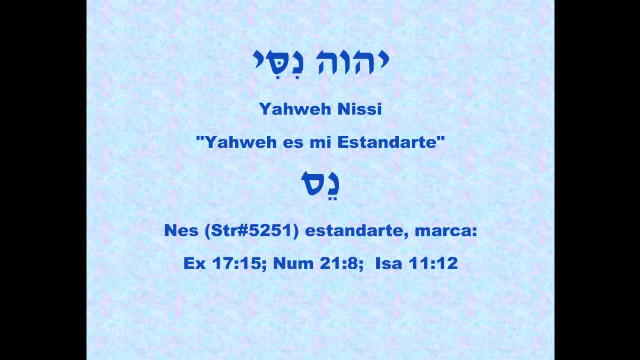 יהוה נִסִּי
Yahweh Nissi
"Yahweh es mi Estandarte"
נֵס
Nes (Str#5251) estandarte, marca:
Ex 17:15; Num 21:8;  Isa 11:12